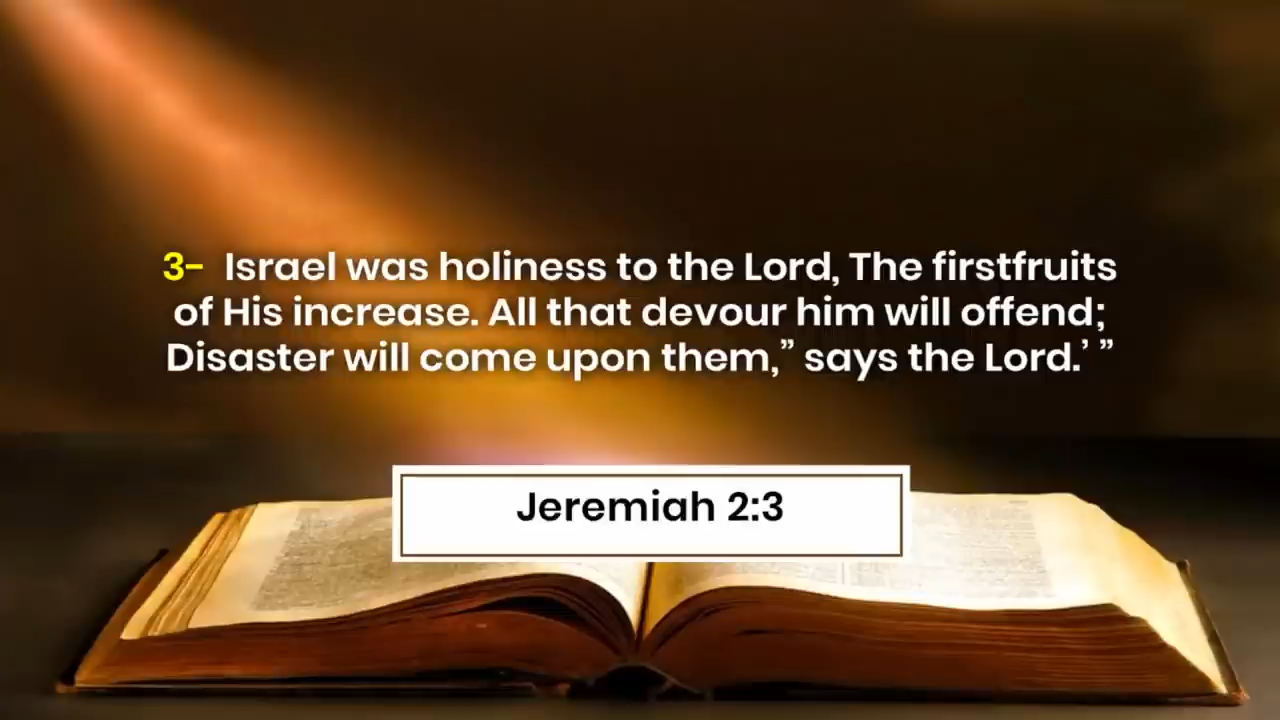 3- Israel was holiness to the Lord, The firstfruits
of His increase. All that devour him will offend;
Disaster will come upon them,” says the Lord.’ ”
Jeremiah 2:3